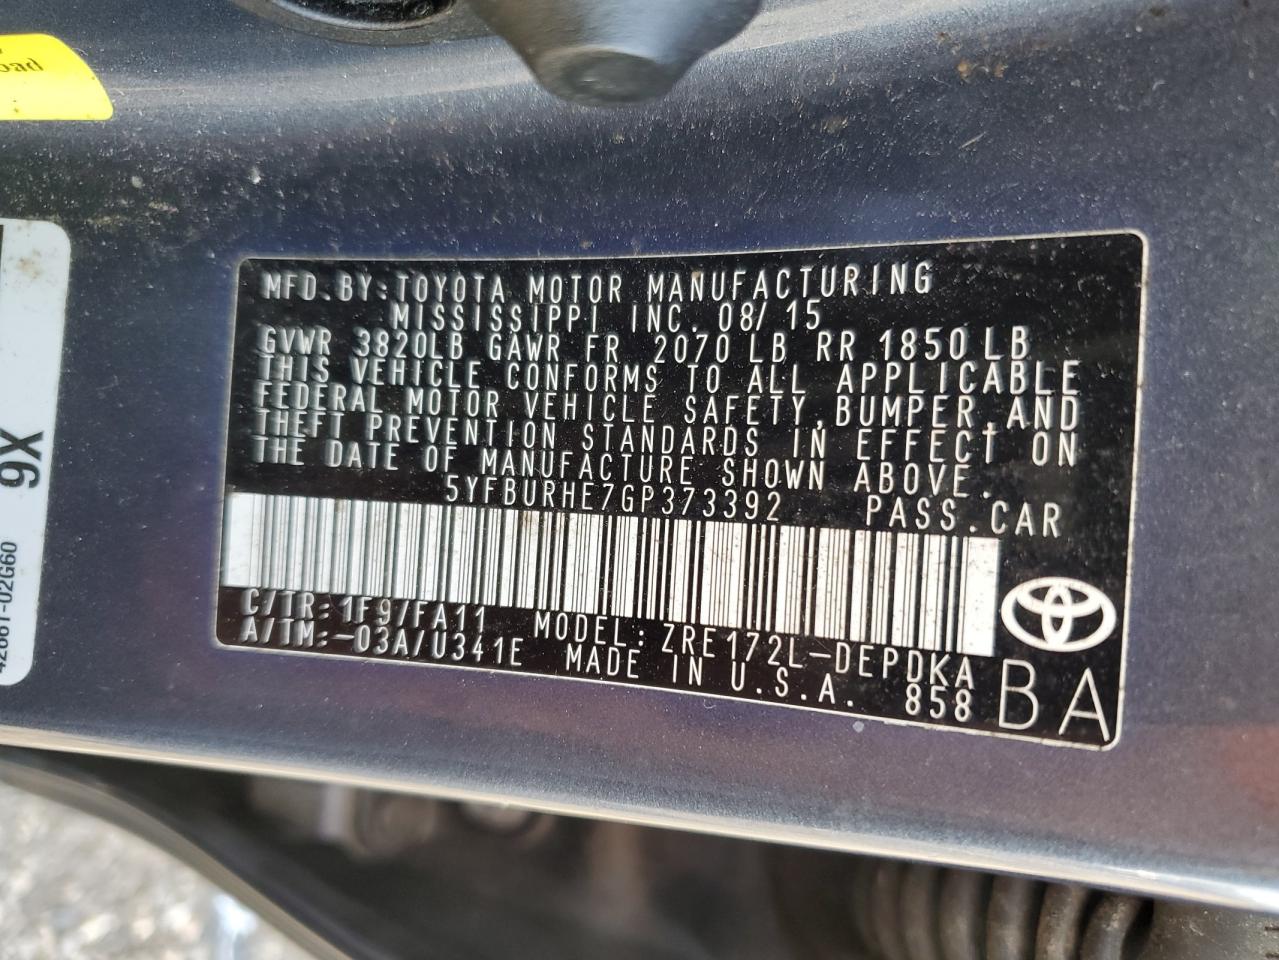 oad
9X
42661-02G60
MFD.BY:TOYOTA MOTOR MANUFACTURING
MISSISSIPPI INC. 08/15
GVWR 3820LB GAWR FR 2070 LB RR 1850 LB
THIS VEHICLE CONFORMS TO ALL APPLICABLE
FEDERAL MOTOR VEHICLE SAFETY,BUMPER,AND
THEFT PREVENTION STANDARDS IN EFFECT ON
THE DATE OF MANUFACTURE SHOWN ABOVE.
5YFBURHE7GP373392 PASS.CAR
C/TR:1F9/FA11 MODEL:ZRE172L-DEPDKA
A/TM:-03A/U341E MADE IN U.S.A. 858
BA